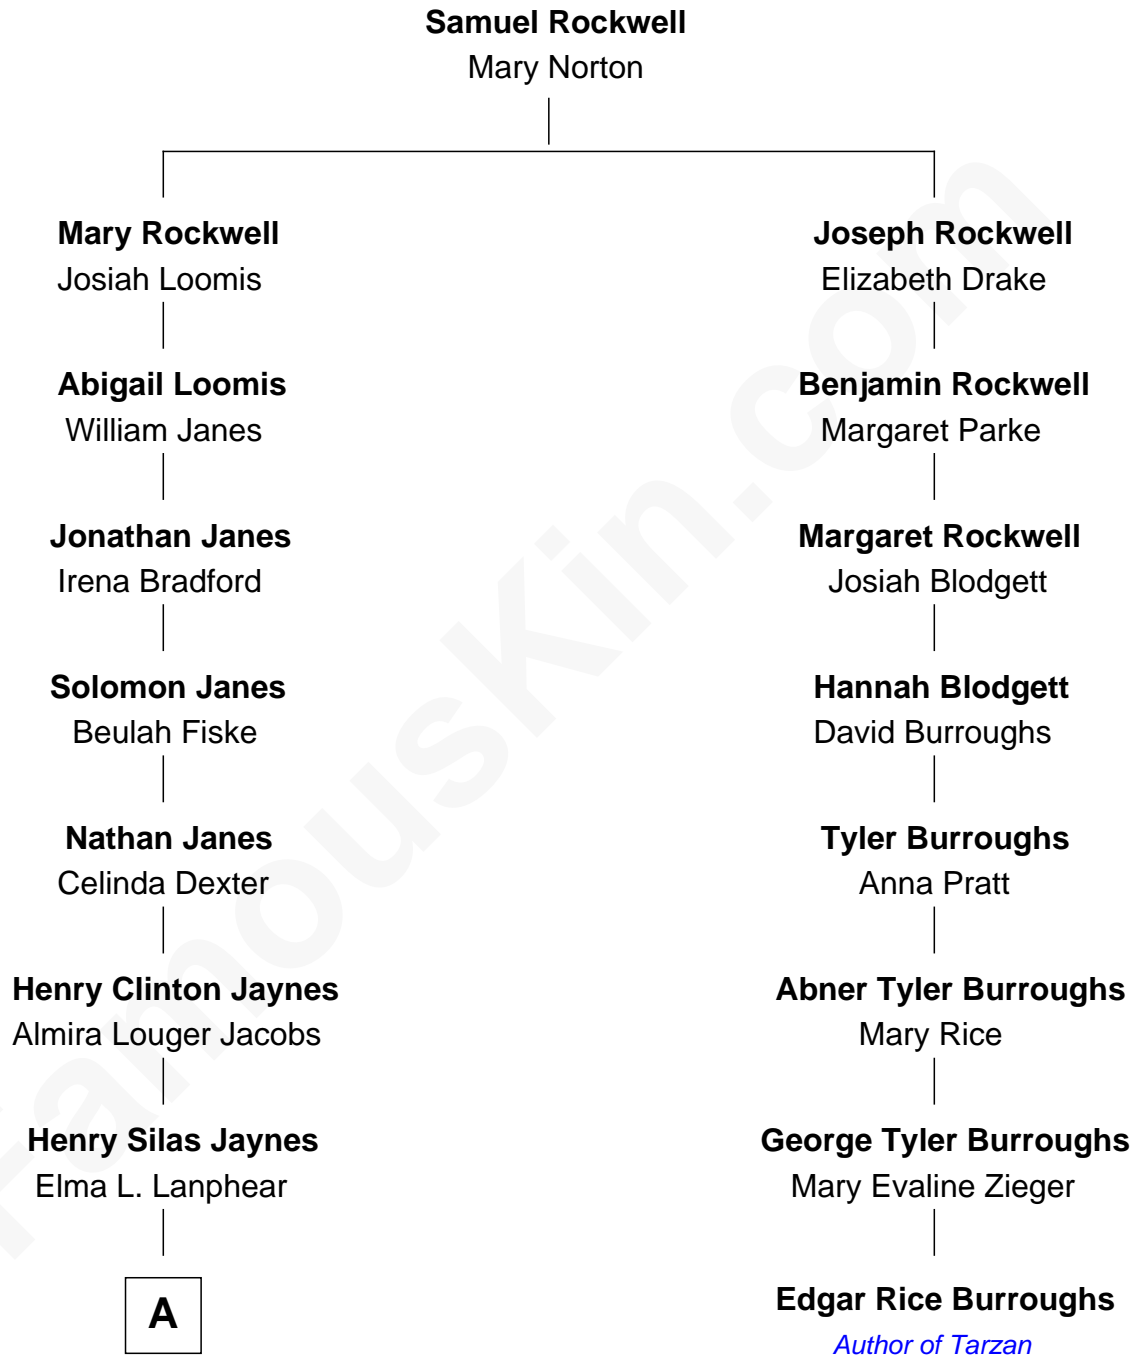 Samuel Rockwell
Mary Norton
Mary Rockwell
Josiah Loomis
Joseph Rockwell
Elizabeth Drake
Abigail Loomis
William Janes
Benjamin Rockwell
Margaret Parke
Jonathan Janes
Irena Bradford
Margaret Rockwell
Josiah Blodgett
Solomon Janes
Beulah Fiske
Hannah Blodgett
David Burroughs
Nathan Janes
Celinda Dexter
Tyler Burroughs
Anna Pratt
Henry Clinton Jaynes
Almira Louger Jacobs
Abner Tyler Burroughs
Mary Rice
Henry Silas Jaynes
Elma L. Lanphear
George Tyler Burroughs
Mary Evaline Zieger
A
Edgar Rice Burroughs
Author of Tarzan
FamousKin.com